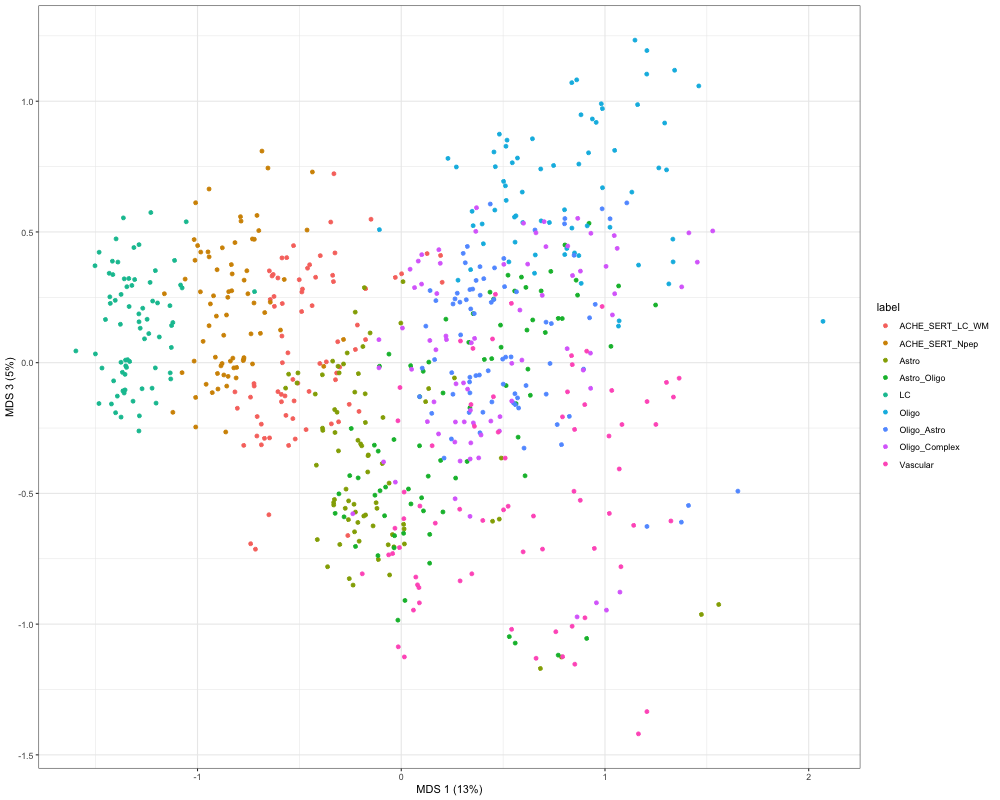 1.0
0.5
0.0
-0.5
-1.0
-1.5
MDS 3 (5%)
-1
0
1
2
MDS 1 (13%)
label
ACHE_SERT_LC_WM
ACHE_SERT_Npep
Astro
Astro_Oligo
LC
Oligo
Oligo_Astro
Oligo_Complex
Vascular